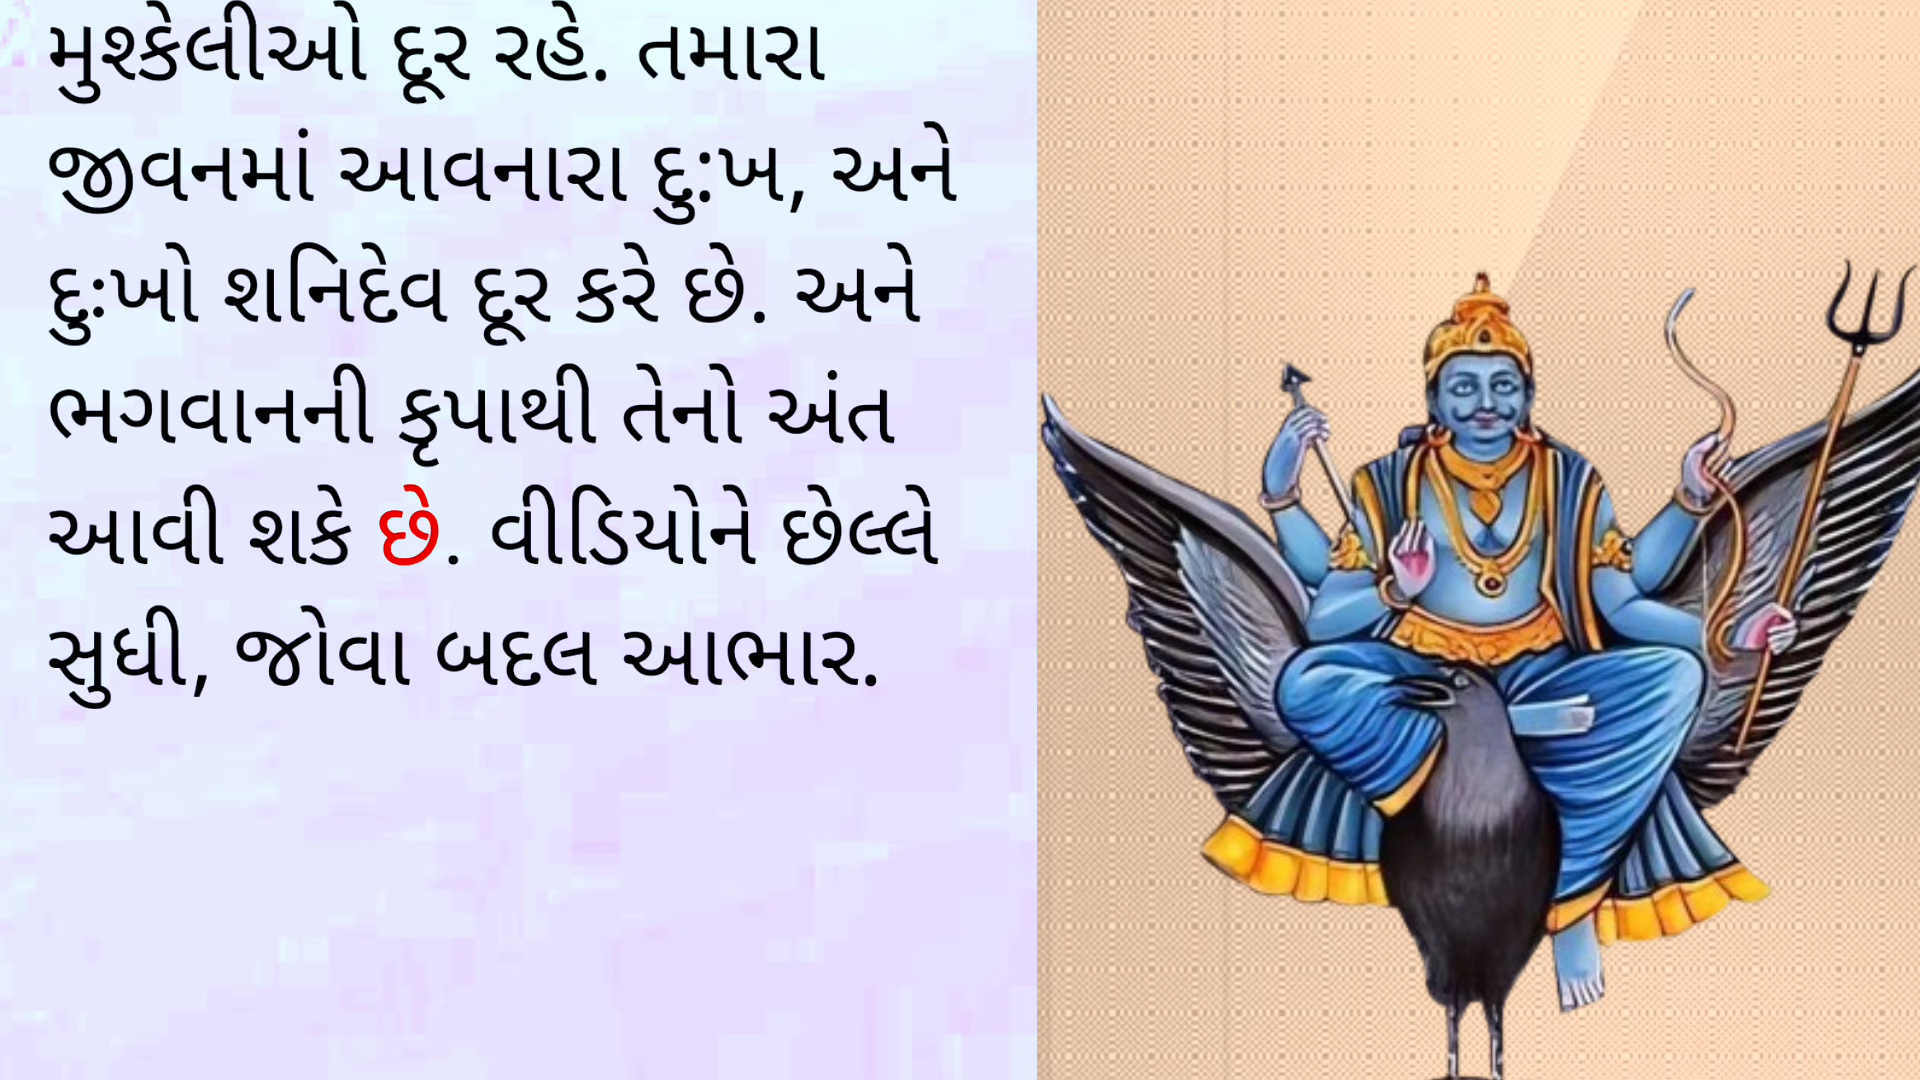 મુશ્કેલીઓ દૂર રહે. તમારા
જીવનમાં આવનારા દુ:ખ, અને
દુઃખો શનિદેવ દૂર કરે છે. અને
ભગવાનની કૃપાથી તેનો અંત
આવી શકે છે. વીડિયોને છેલ્લે
સુધી, જોવા બદલ આભાર.